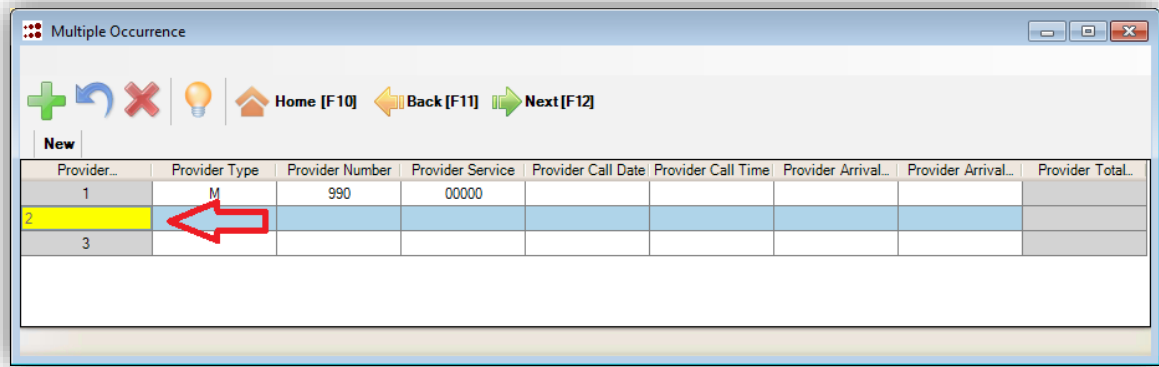 Multiple Occurrence
Home [F10] Back [F11] Next [F12]
New
Provider... Provider Type Provider Number Provider Service Provider Call Date Provider Call Time Provider Arrival... Provider Arrival... Provider Total...
1 M 990 00000
2
3